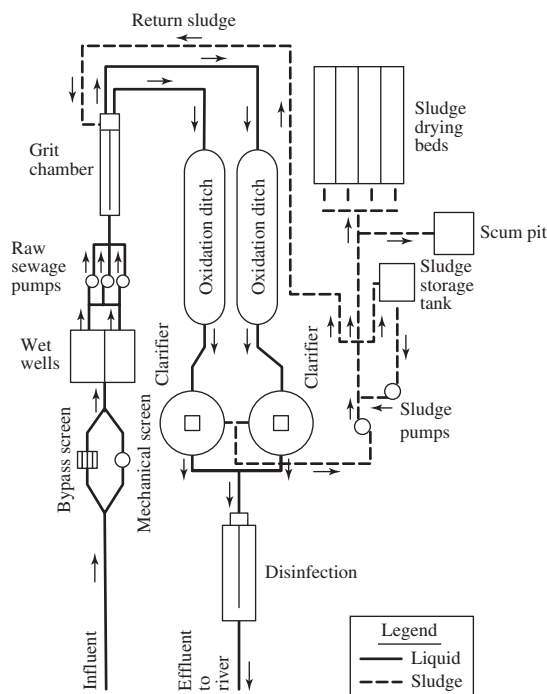 Return sludge
Grit
chamber
Sludge
drying
beds
Oxidation ditch
Oxidation ditch
Scum pit
Raw
sewage
pumps
Sludge
storage
tank
Wet
wells
Clarifier
Clarifier
Bypass screen
Mechanical screen
Sludge
pumps
Disinfection
Influent
Effluent
to
river
Legend
Liquid
Sludge